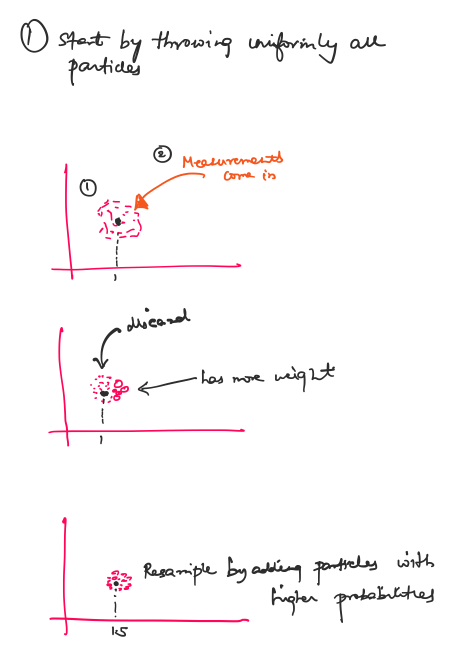 ① Start by throwing uniformly all
particles
② Measurements
come in
①
1
discard
has more weight
1
Resample by adding particles with
higher probabilities
1.5